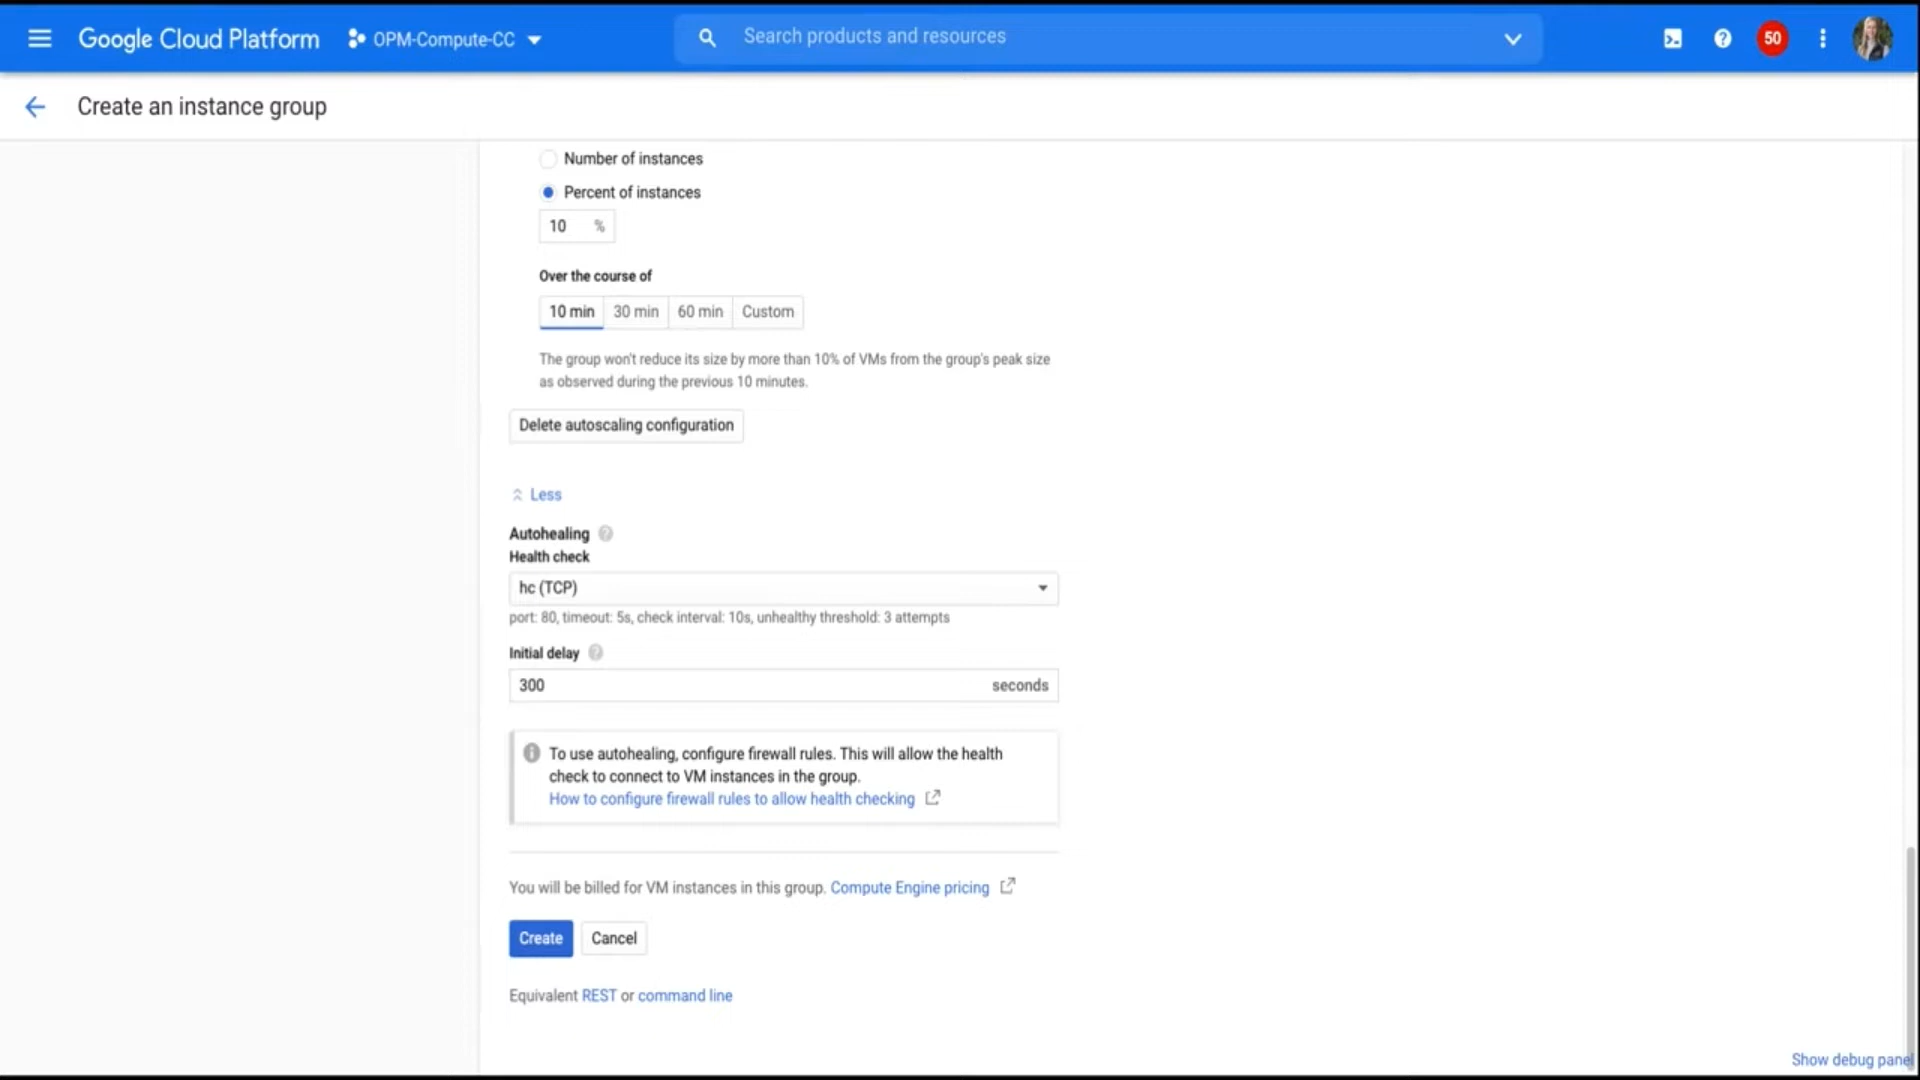 Google Cloud Platform
OPM-Compute-CC
Search products and resources
50
Create an instance group
Number of instances
Percent of instances
10 %
Over the course of
10 min 30 min 60 min Custom
The group won't reduce its size by more than 10% of VMs from the group's peak size
as observed during the previous 10 minutes.
Delete autoscaling configuration
Less
Autohealing
Health check
hc (TCP)
port: 80, timeout: 5s, check interval: 10s, unhealthy threshold: 3 attempts
Initial delay
300 seconds
To use autohealing, configure firewall rules. This will allow the health
check to connect to VM instances in the group.
How to configure firewall rules to allow health checking
You will be billed for VM instances in this group. Compute Engine pricing
Create Cancel
Equivalent REST or command line
Show debug panel